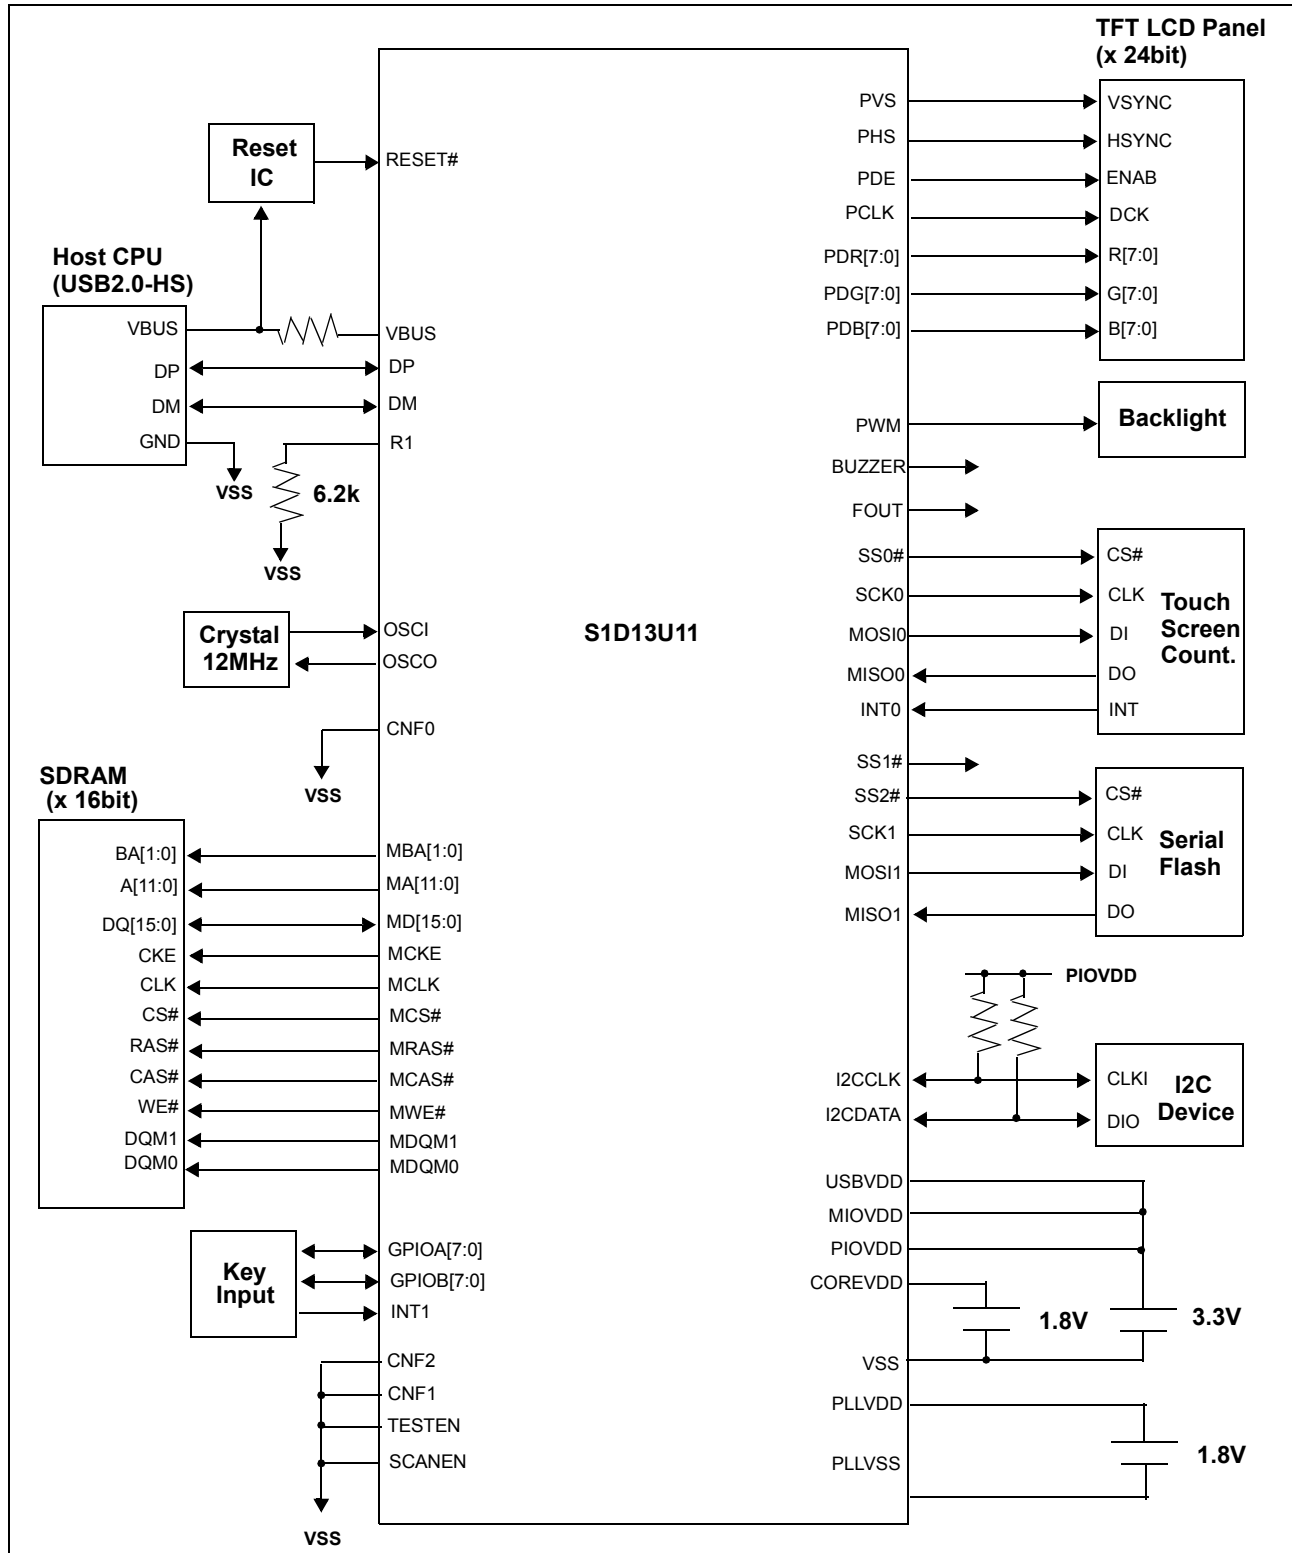 TFT LCD Panel
(x 24bit)
PVS
VSYNC
PHS
HSYNC
PDE
ENAB
PCLK
DCK
PDR[7:0]
R[7:0]
PDG[7:0]
G[7:0]
PDB[7:0]
B[7:0]
Reset
IC
RESET#
Host CPU
(USB2.0-HS)
VBUS
VBUS
DP
DP
DM
DM
GND
R1
VSS
6.2k
VSS
PWM
Backlight
BUZZER
FOUT
SS0#
CS#
SCK0
CLK
MOSI0
DI
MISO0
DO
INT0
INT
Touch
Screen
Count.
Crystal
12MHz
OSCI
OSCO
S1D13U11
CNF0
VSS
SS1#
SS2#
CS#
SCK1
CLK
MOSI1
DI
MISO1
DO
Serial
Flash
SDRAM
(x 16bit)
BA[1:0]
MBA[1:0]
A[11:0]
MA[11:0]
DQ[15:0]
MD[15:0]
CKE
MCKE
CLK
MCLK
CS#
MCS#
RAS#
MRAS#
CAS#
MCAS#
WE#
MWE#
DQM1
MDQM1
DQM0
MDQM0
PIOVDD
I2CCLK
CLKI
I2CDATA
DIO
I2C
Device
USBVDD
MIOVDD
PIOVDD
COREVDD
1.8V
3.3V
VSS
PLLVDD
PLLVSS
1.8V
Key
Input
GPIOA[7:0]
GPIOB[7:0]
INT1
CNF2
CNF1
TESTEN
SCANEN
VSS